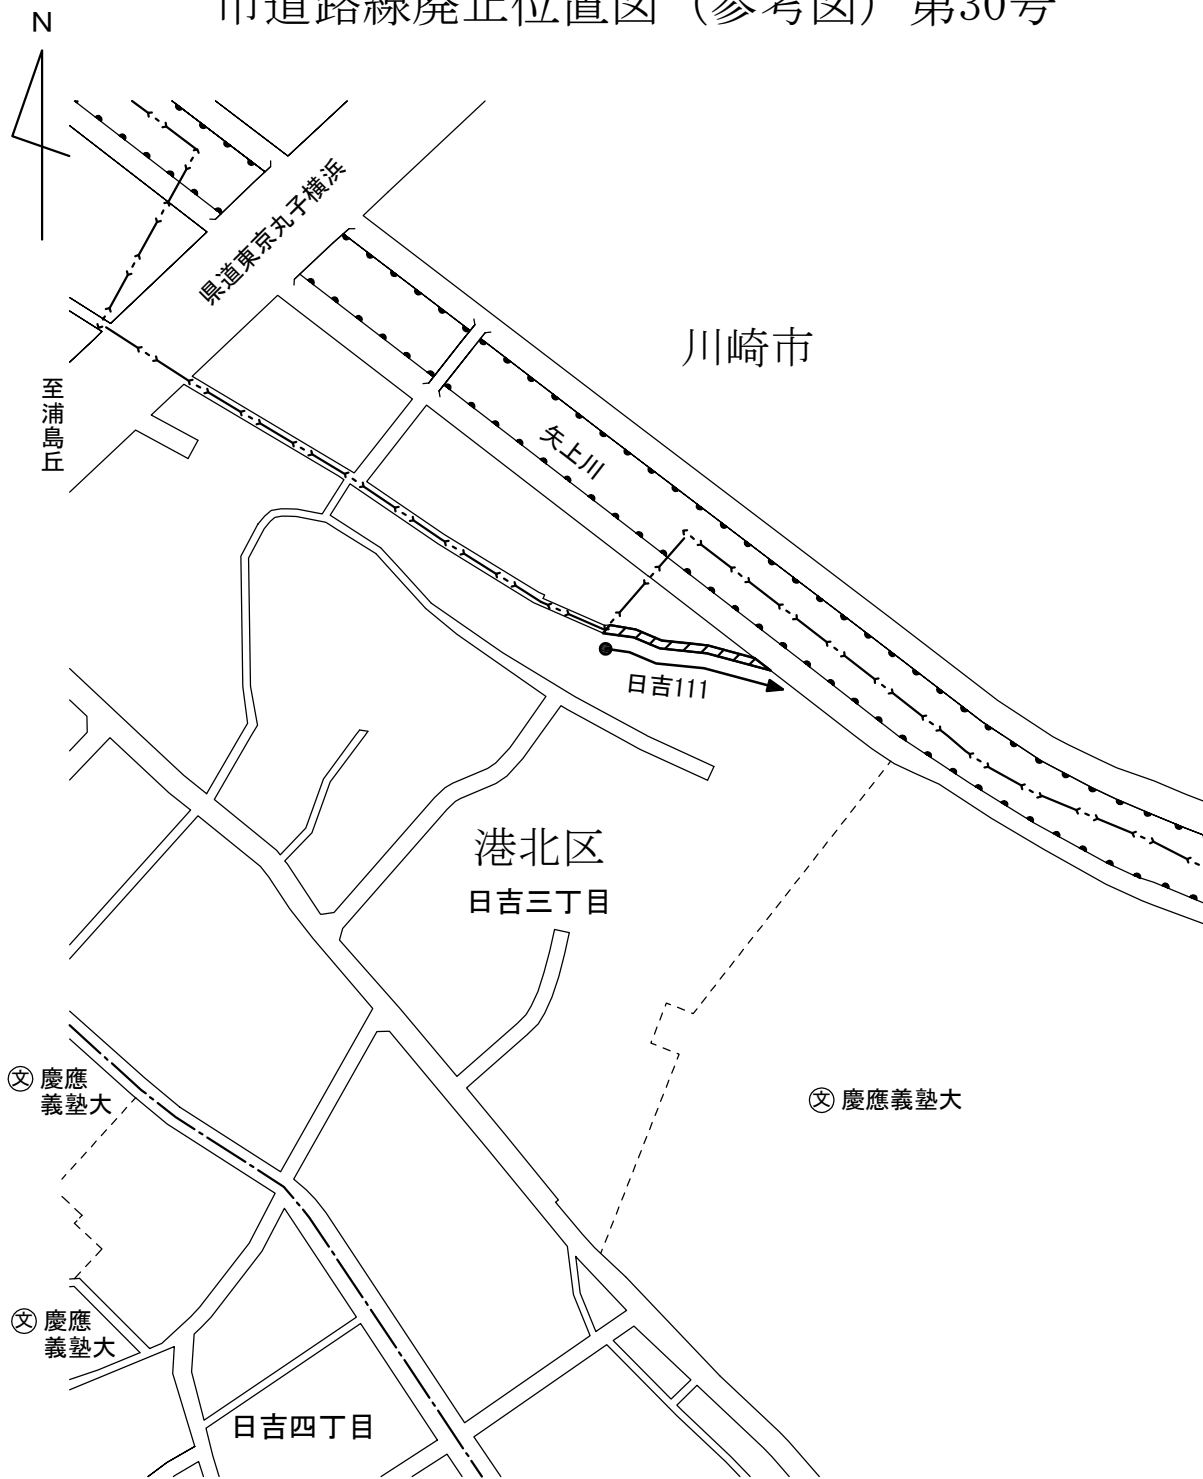 市道路線廃止位置図（参考図）第30号
N
県道東京丸子横浜
川崎市
至浦島丘
矢上川
日吉111
港北区
日吉三丁目
文 慶應
義塾大
文 慶應義塾大
文 慶應
義塾大
日吉四丁目